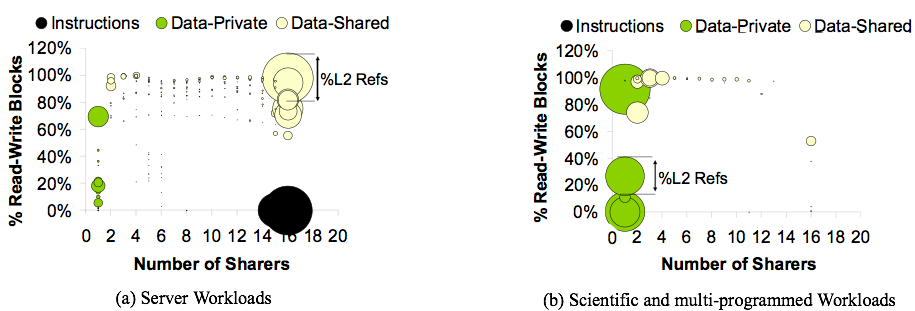 (a)
Instructions Data-Private Data-Shared
% Read-Write Blocks
120%
100%
80%
60%
40%
20%
0%
%L2 Refs
0 2 4 6 8 10 12 14 16 18 20
Number of Sharers
(a) Server Workloads
(b)
Instructions Data-Private Data-Shared
% Read-Write Blocks
120%
100%
80%
60%
40%
20%
0%
%L2 Refs
0 2 4 6 8 10 12 14 16 18 20
Number of Sharers
(b) Scientific and multi-programmed Workloads